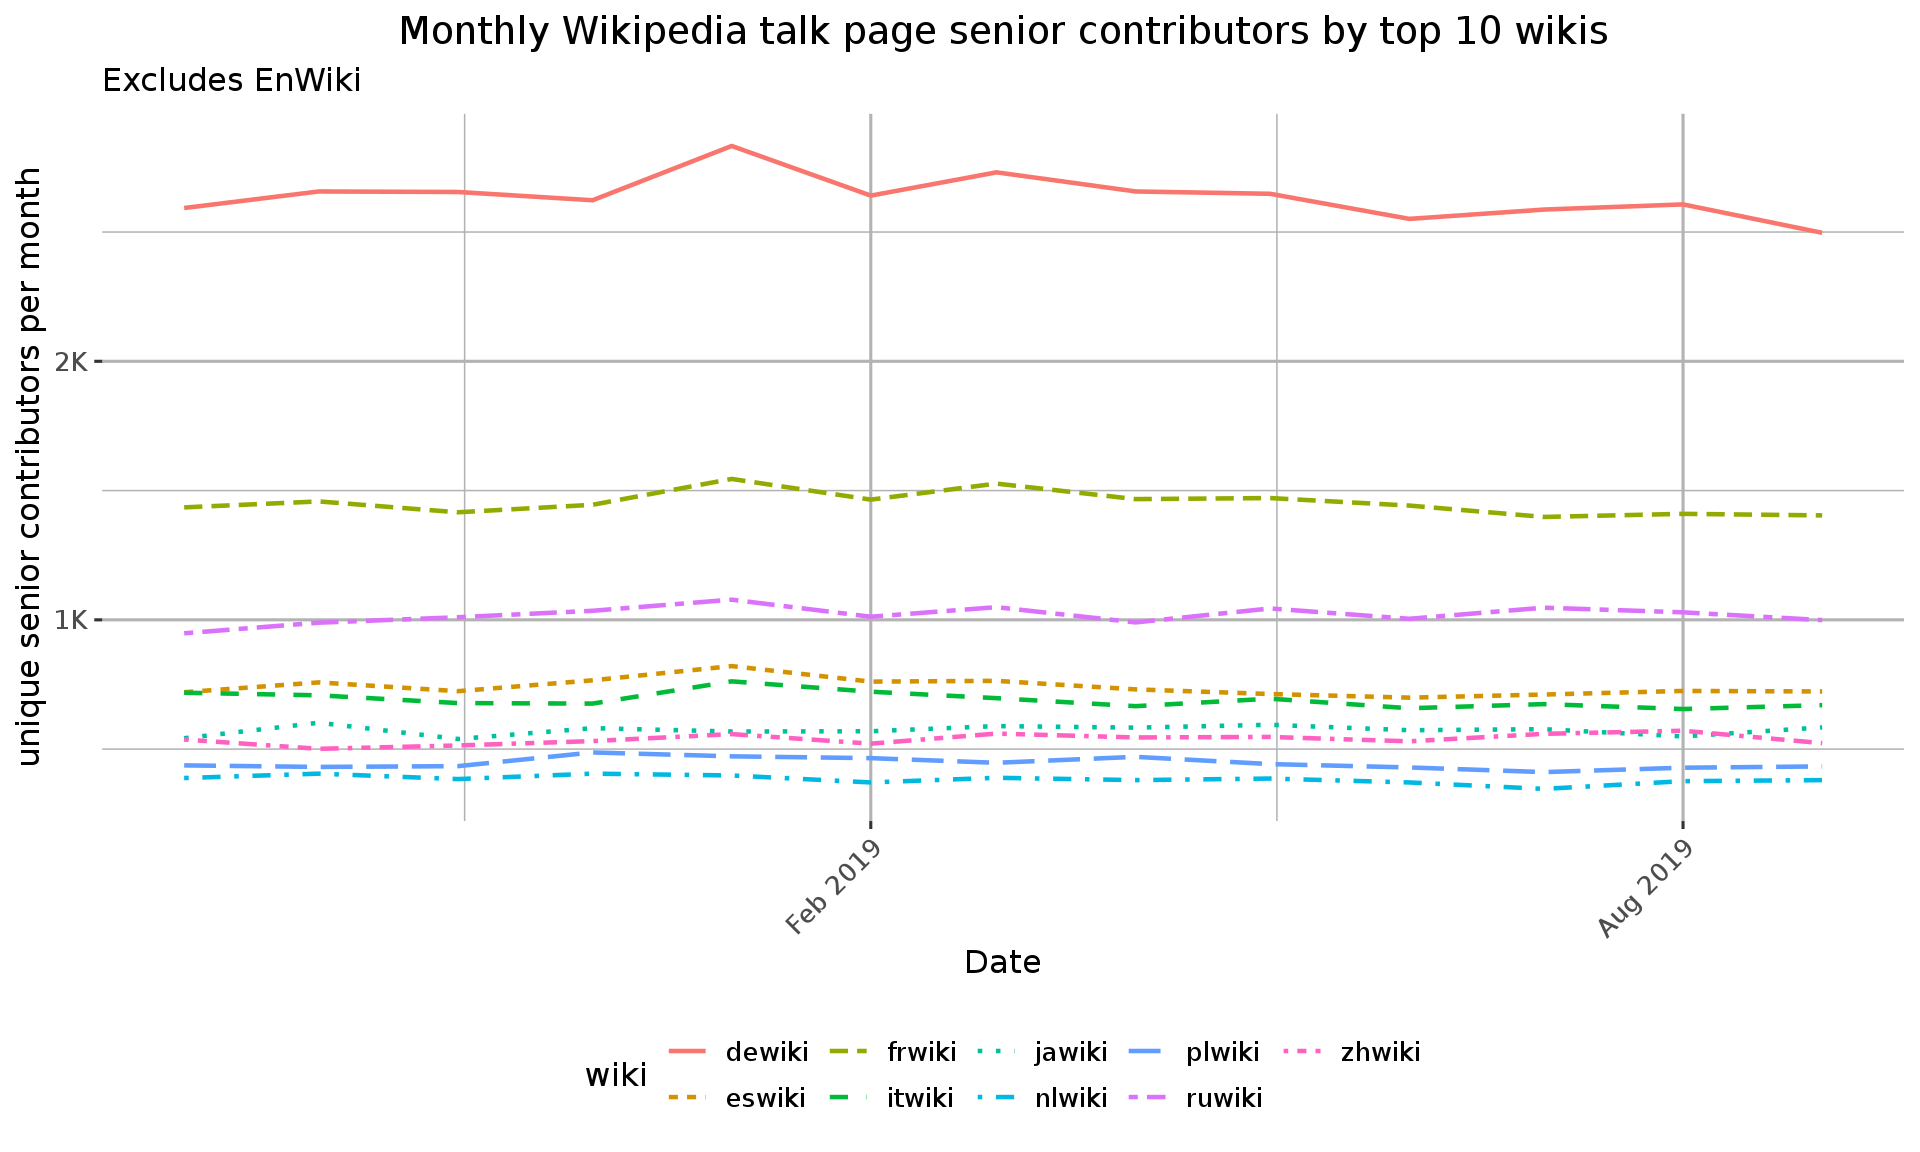 Monthly Wikipedia talk page senior contributors by top 10 wikis
Excludes EnWiki
unique senior contributors per month
2K
1K
Feb 2019
Aug 2019
Date
wiki
dewiki
frwiki
jawiki
plwiki
zhwiki
eswiki
itwiki
nlwiki
ruwiki